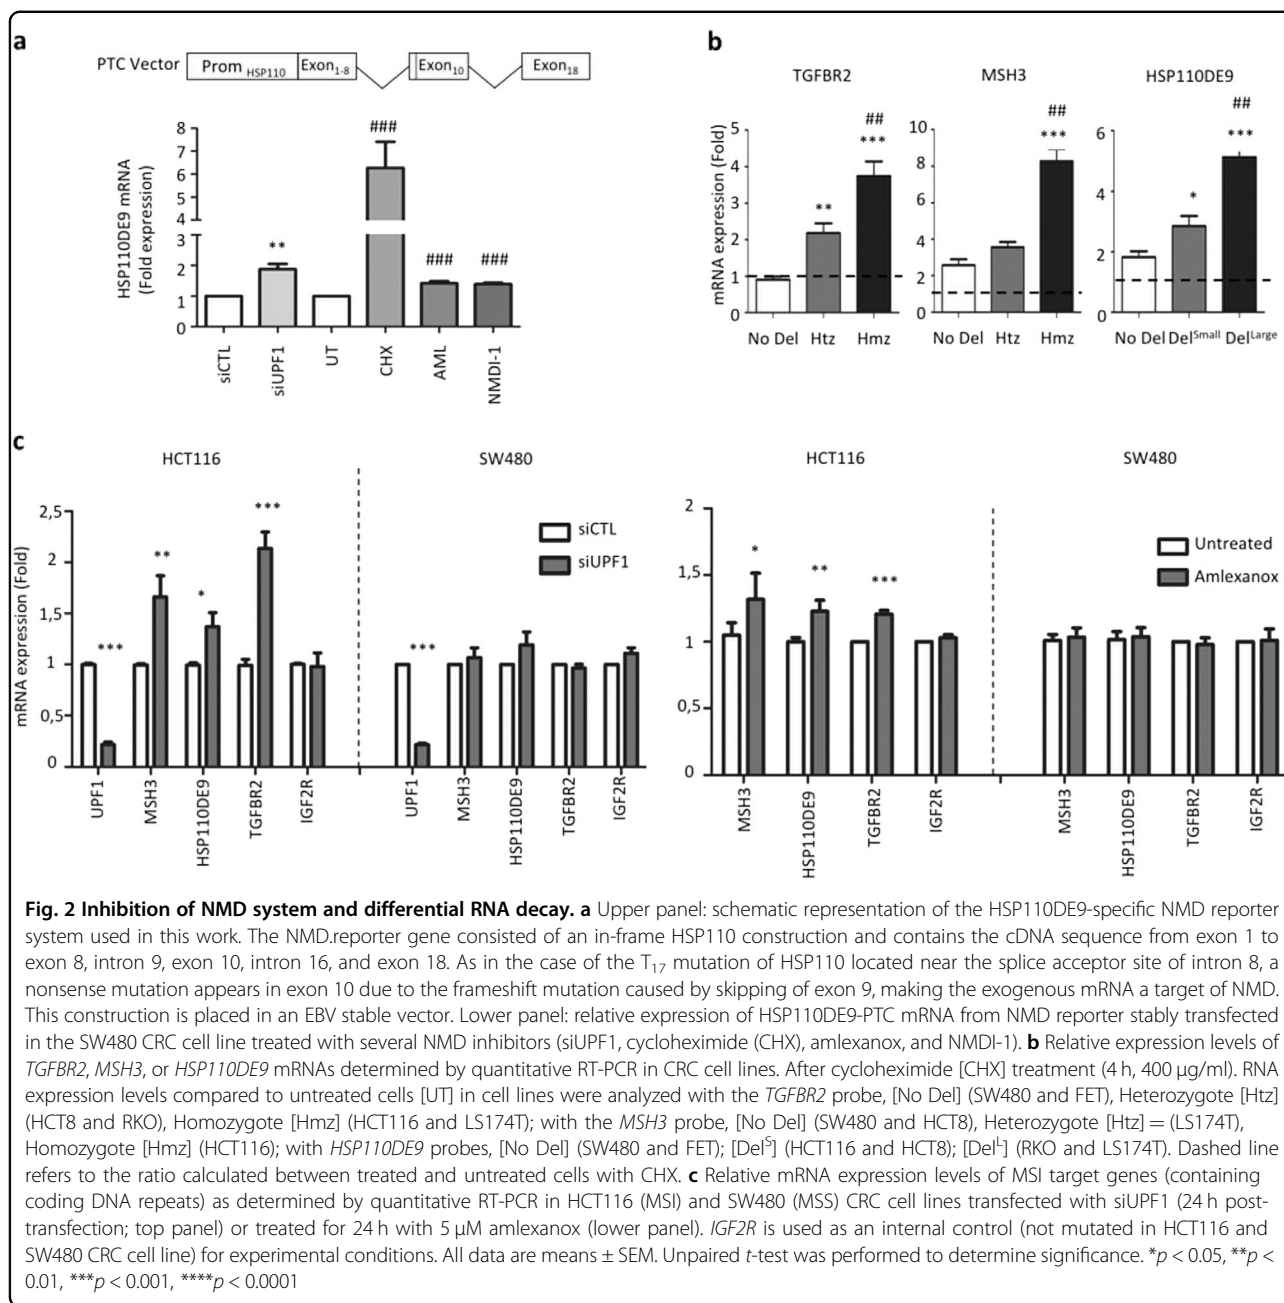 a
PTC Vector Prom HSP110 Exon1-8 Exon10 Exon18
HSP110DE9 mRNA
(Fold expression)
8
7
6
5
4
2
1
0
** ### ### ###
siCTL siUPF1 UT CHX AML NMDI-1
b
TGFBR2 MSH3 HSP110DE9
mRNA expression (Fold)
5
4
3
2
1
0
** *** ##
No Del Htz Hmz
10
8
6
4
2
0
*** ##
No Del Htz Hmz
6
4
2
0
* *** ##
No Del Del^Small Del^Large
c
HCT116 SW480
mRNA expression (Fold)
2,5
2
1,5
1
0,5
0
*** ** * *** ***
siCTL
siUPF1
UPF1 MSH3 HSP110DE9 TGFBR2 IGF2R UPF1 MSH3 HSP110DE9 TGFBR2 IGF2R
HCT116 SW480
2
1,5
1
0,5
0
* ** ***
Untreated
Amlexanox
MSH3 HSP110DE9 TGFBR2 IGF2R MSH3 HSP110DE9 TGFBR2 IGF2R
Fig. 2 Inhibition of NMD system and differential RNA decay. a Upper panel: schematic representation of the HSP110DE9-specific NMD reporter
system used in this work. The NMD.reporter gene consisted of an in-frame HSP110 construction and contains the cDNA sequence from exon 1 to
exon 8, intron 9, exon 10, intron 16, and exon 18. As in the case of the T17 mutation of HSP110 located near the splice acceptor site of intron 8, a
nonsense mutation appears in exon 10 due to the frameshift mutation caused by skipping of exon 9, making the exogenous mRNA a target of NMD.
This construction is placed in an EBV stable vector. Lower panel: relative expression of HSP110DE9-PTC mRNA from NMD reporter stably transfected
in the SW480 CRC cell line treated with several NMD inhibitors (siUPF1, cycloheximide (CHX), amlexanox, and NMDI-1). b Relative expression levels of
TGFBR2, MSH3, or HSP110DE9 mRNAs determined by quantitative RT-PCR in CRC cell lines. After cycloheximide [CHX] treatment (4 h, 400 µg/ml). RNA
expression levels compared to untreated cells [UT] in cell lines were analyzed with the TGFBR2 probe, [No Del] (SW480 and FET), Heterozygote [Htz]
(HCT8 and RKO), Homozygote [Hmz] (HCT116 and LS174T); with the MSH3 probe, [No Del] (SW480 and HCT8), Heterozygote [Htz] = (LS174T),
Homozygote [Hmz] (HCT116); with HSP110DE9 probes, [No Del] (SW480 and FET); [Del^S] (HCT116 and HCT8); [Del^L] (RKO and LS174T). Dashed line
refers to the ratio calculated between treated and untreated cells with CHX. c Relative mRNA expression levels of MSI target genes (containing
coding DNA repeats) as determined by quantitative RT-PCR in HCT116 (MSI) and SW480 (MSS) CRC cell lines transfected with siUPF1 (24 h post-
transfection; top panel) or treated for 24 h with 5 µM amlexanox (lower panel). IGF2R is used as an internal control (not mutated in HCT116 and
SW480 CRC cell line) for experimental conditions. All data are means ± SEM. Unpaired t-test was performed to determine significance. *p < 0.05, **p <
0.01, ***p < 0.001, ****p < 0.0001